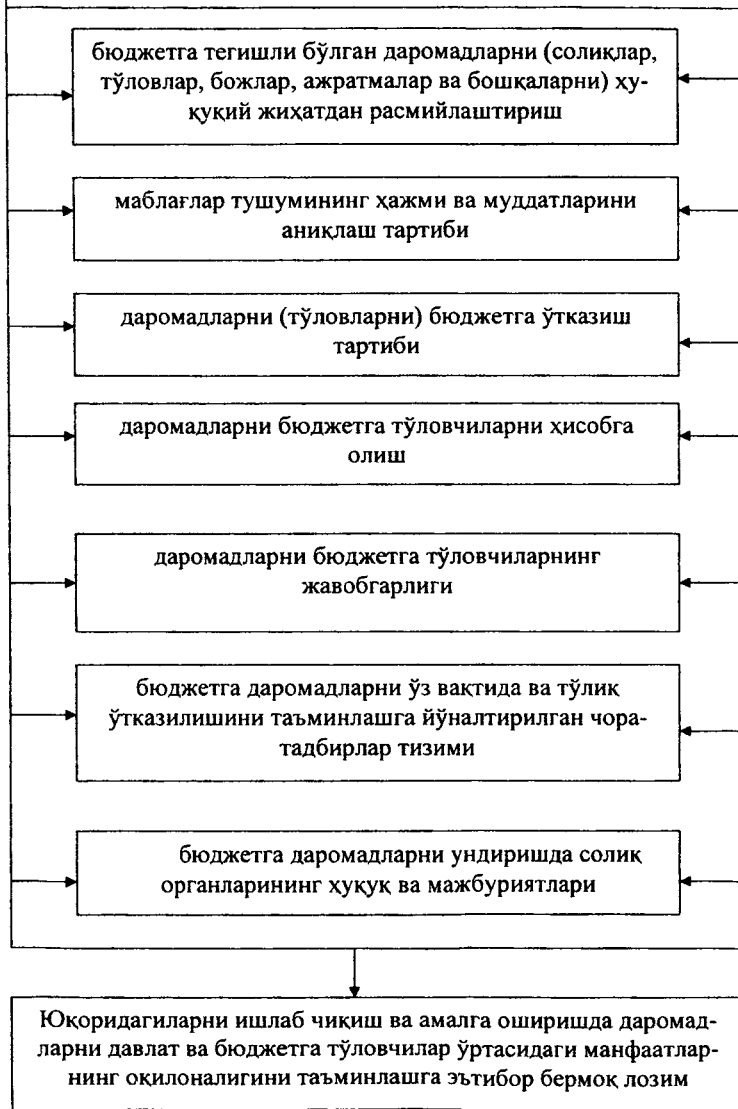 бюджетга тегишли бўлган даромадларни (солиқлар,
тўловлар, божлар, ажратмалар ва бошқаларни) ҳу-
қуқий жиҳатдан расмийлаштириш
маблағлар тушумининг ҳажми ва муддатларини
аниқлаш тартиби
даромадларни (тўловларни) бюджетга ўтказиш
тартиби
даромадларни бюджетга тўловчиларни ҳисобга
олиш
даромадларни бюджетга тўловчиларнинг
жавобгарлиги
бюджетга даромадларни ўз вақтида ва тўлиқ
ўтказилишини таъминлашга йўналтирилган чора-
тадбирлар тизими
бюджетга даромадларни ундиришда солиқ
органларининг ҳуқуқ ва мажбуриятлари
Юқоридагиларни ишлаб чиқиш ва амалга оширишда даромад-
ларни давлат ва бюджетга тўловчилар ўртасидаги манфаатлар-
нинг оқилоналигини таъминлашга эътибор бермоқ лозим